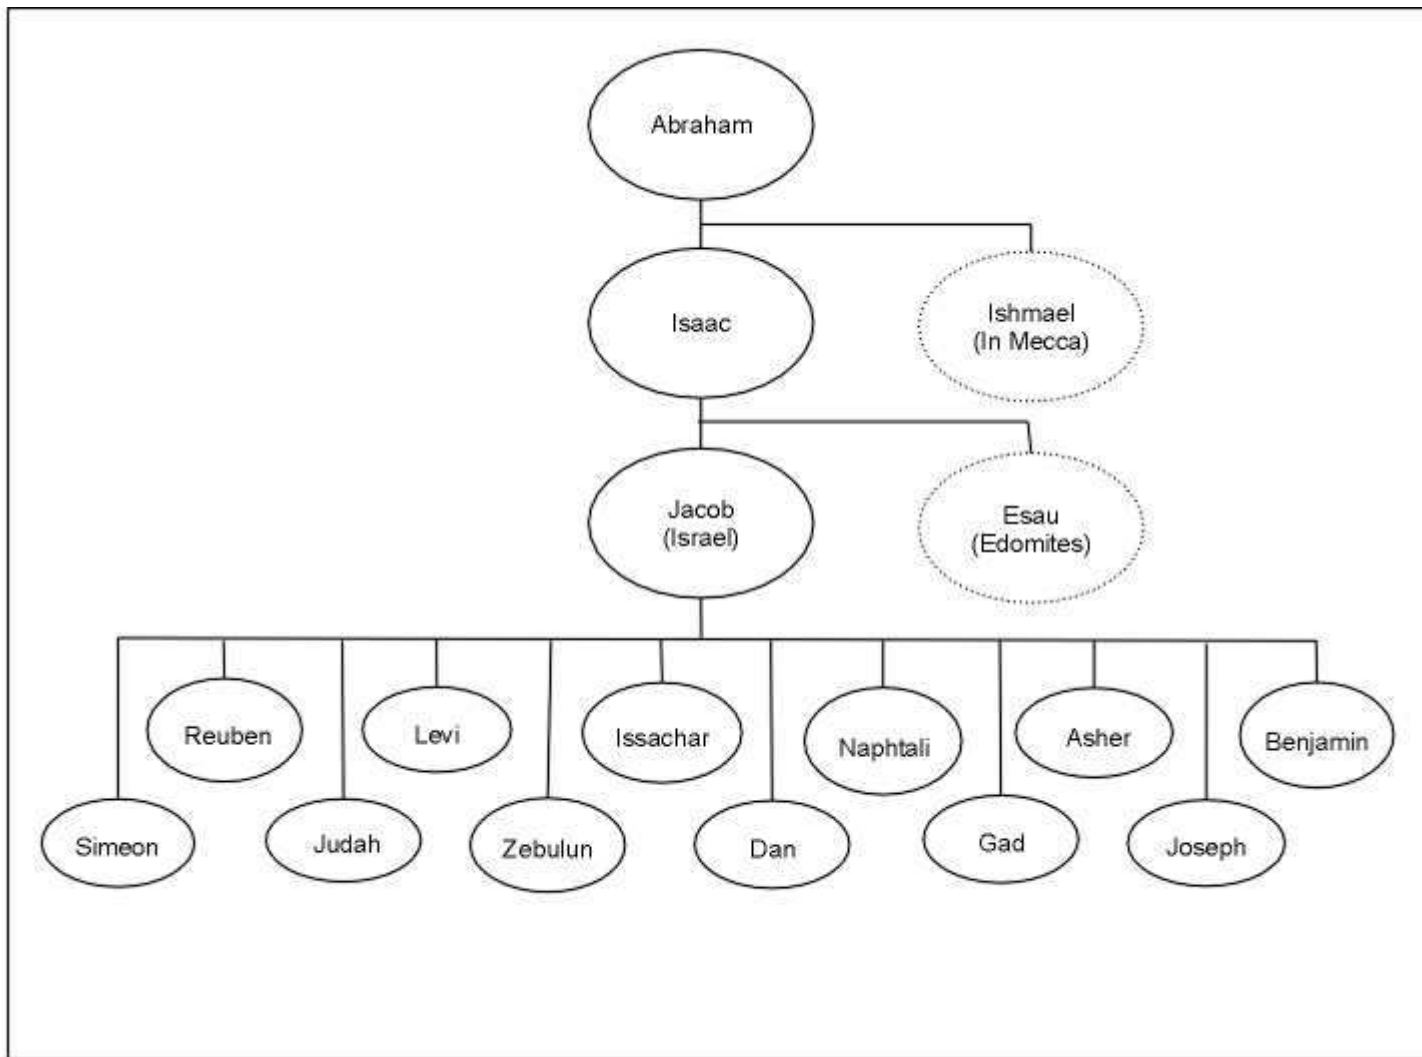 Abraham
Isaac
Ishmael
(In Mecca)
Jacob
(Israel)
Esau
(Edomites)
Reuben
Levi
Issachar
Naphtali
Asher
Benjamin
Simeon
Judah
Zebulun
Dan
Gad
Joseph